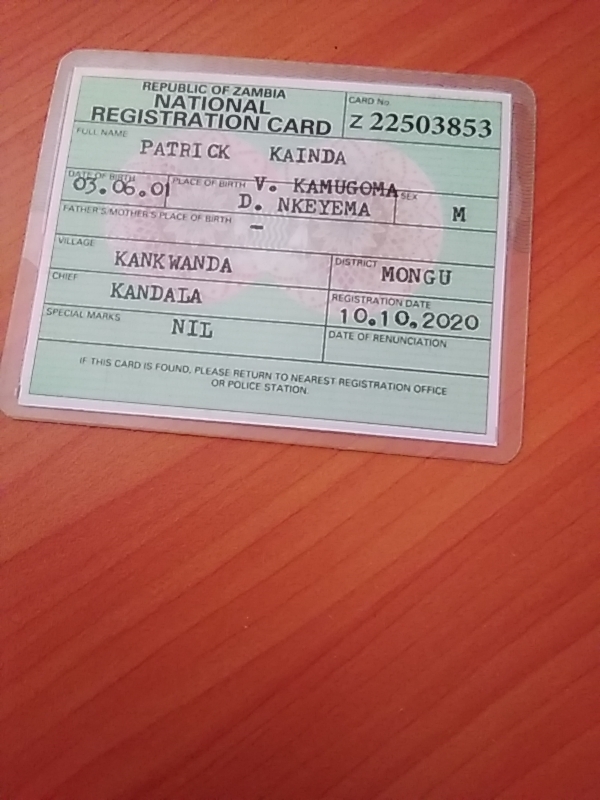 REPUBLIC OF ZAMBIA
NATIONAL
REGISTRATION CARD
CARD No
Z 22503853
FULL NAME
PATRICK KAINDA
DATE OF BIRTH
03.06.01
PLACE OF BIRTH
V. KAMUGOMA
D. NKEYEMA
SEX
M
FATHER'S/MOTHER'S PLACE OF BIRTH
–
VILLAGE
KANKWANDA
DISTRICT
MONGU
CHIEF
KANDALA
REGISTRATION DATE
10.10.2020
SPECIAL MARKS
NIL
DATE OF RENUNCIATION
IF THIS CARD IS FOUND, PLEASE RETURN TO NEAREST REGISTRATION OFFICE
OR POLICE STATION.